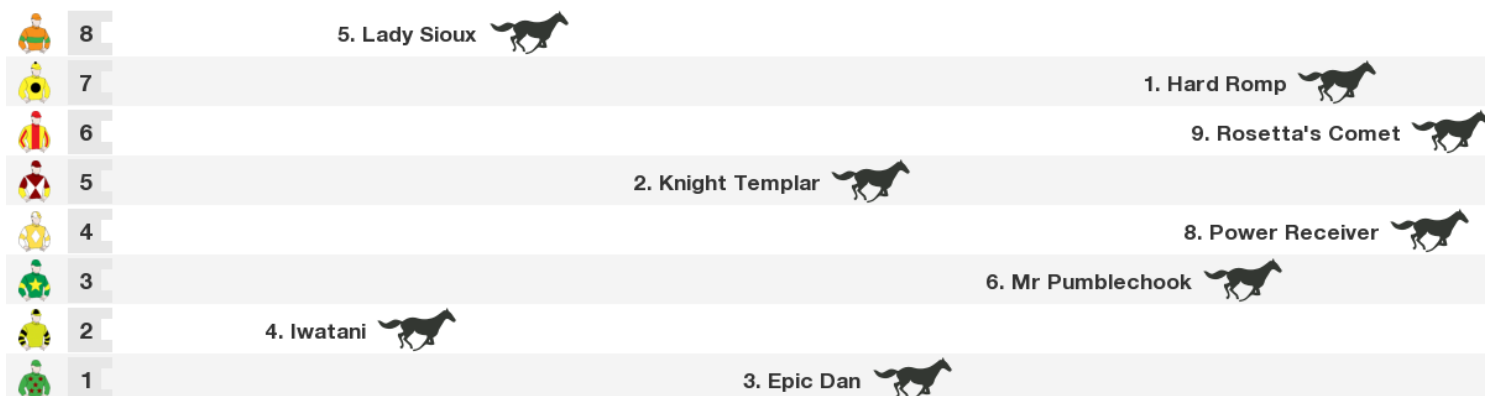 8 5. Lady Sioux
7 1. Hard Romp
6 9. Rosetta's Comet
5 2. Knight Templar
4 8. Power Receiver
3 6. Mr Pumblechook
2 4. Iwatani
1 3. Epic Dan